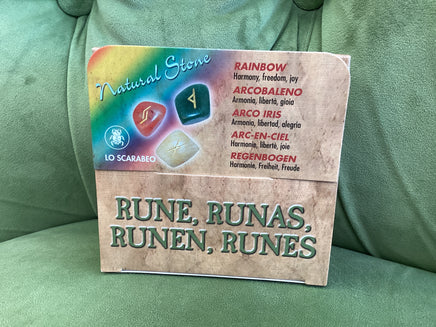 Natural Stone
LO SCARABEO
RAINBOW
Harmony, freedom, joy
ARCOBALENO
Armonia, libertà, gioia
ARCO IRIS
Armonia, libertad, alegria
ARC-EN-CIEL
Harmonie, liberté, joie
REGENBOGEN
Harmonie, Freiheit, Freude
RUNE, RUNAS,
RUNEN, RUNES